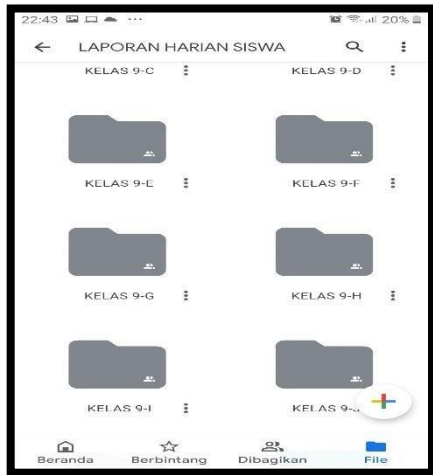 22:43 ... 20%
LAPORAN HARIAN SISWA
KELAS 9-C KELAS 9-D
KELAS 9-E KELAS 9-F
KELAS 9-G KELAS 9-H
KELAS 9-I KELAS
Beranda Berbintang Dibagikan File